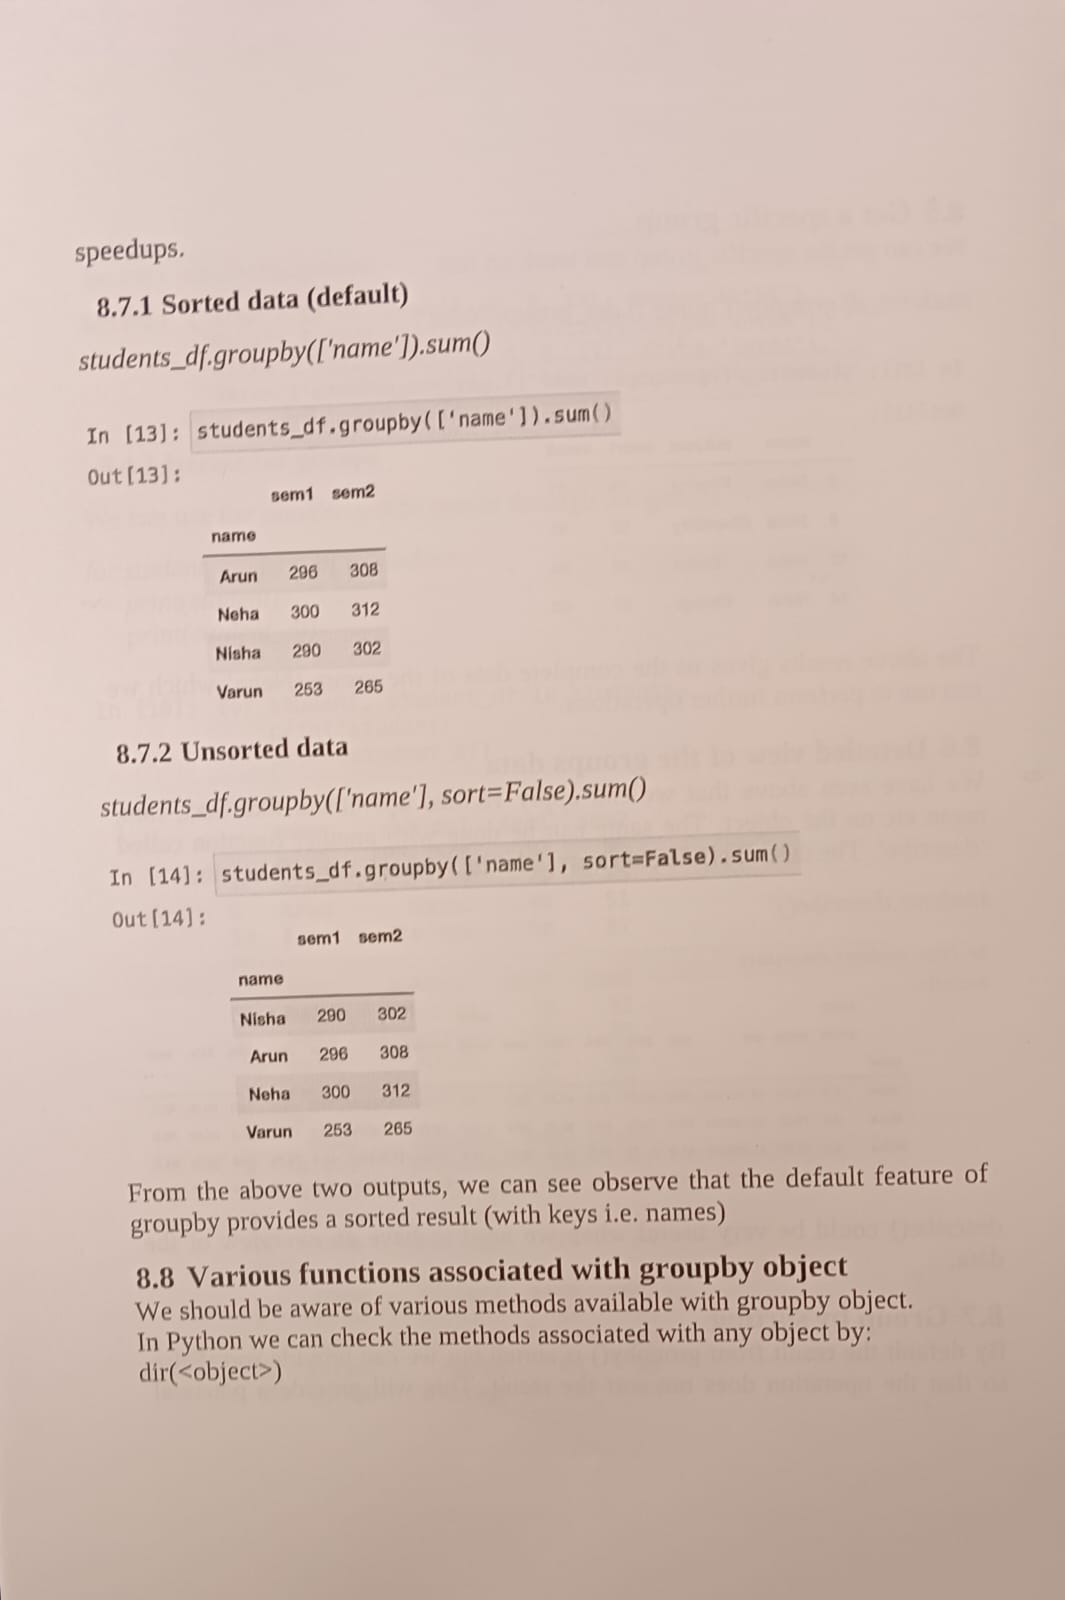 speedups.
8.7.1 Sorted data (default)
students_df.groupby(['name']).sum()
In [13]: students_df.groupby(['name']).sum()
Out[13]:
sem1 sem2
name
Arun 296 308
Neha 300 312
Nisha 290 302
Varun 253 265
8.7.2 Unsorted data
students_df.groupby(['name'], sort=False).sum()
In [14]: students_df.groupby(['name'], sort=False).sum()
Out[14]:
sem1 sem2
name
Nisha 290 302
Arun 296 308
Neha 300 312
Varun 253 265
From the above two outputs, we can see observe that the default feature of
groupby provides a sorted result (with keys i.e. names)
8.8 Various functions associated with groupby object
We should be aware of various methods available with groupby object.
In Python we can check the methods associated with any object by:
dir(<object>)